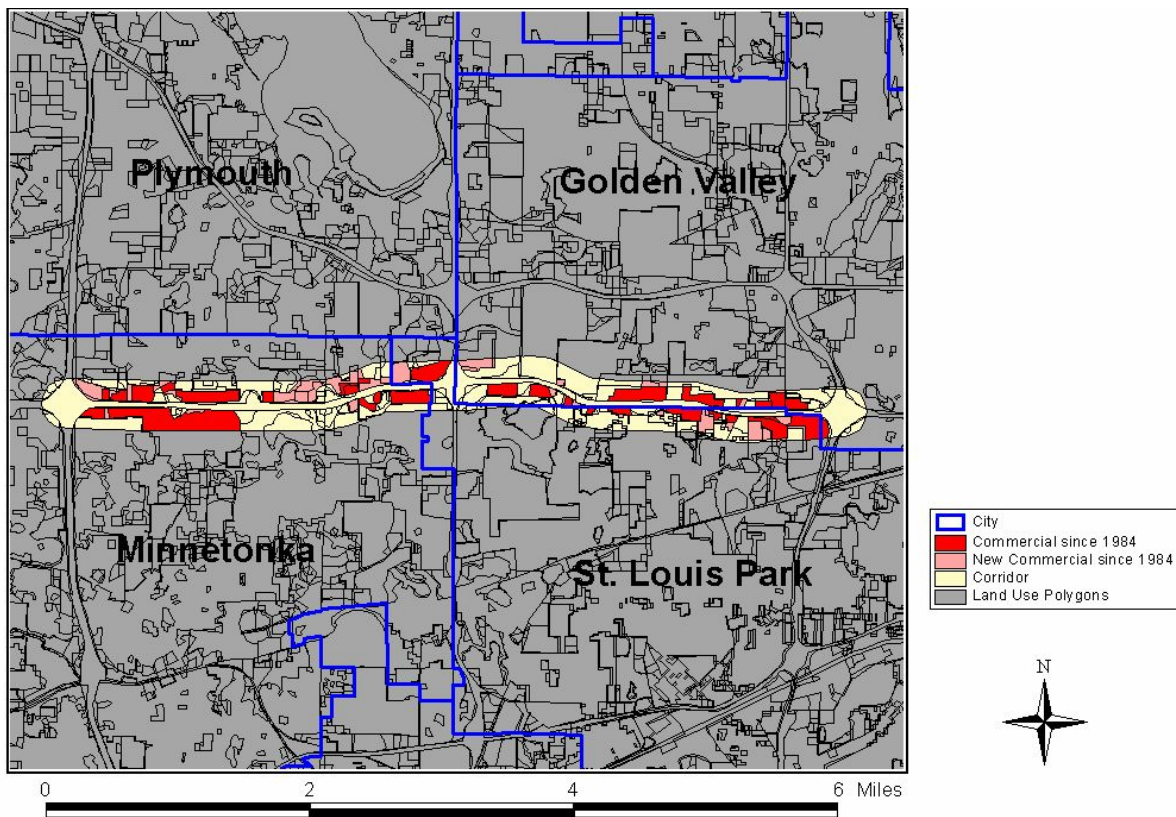 Plymouth
Golden Valley
Minnetonka
St. Louis Park
City
Commercial since 1984
New Commercial since 1984
Corridor
Land Use Polygons
N
0 2 4 6 Miles